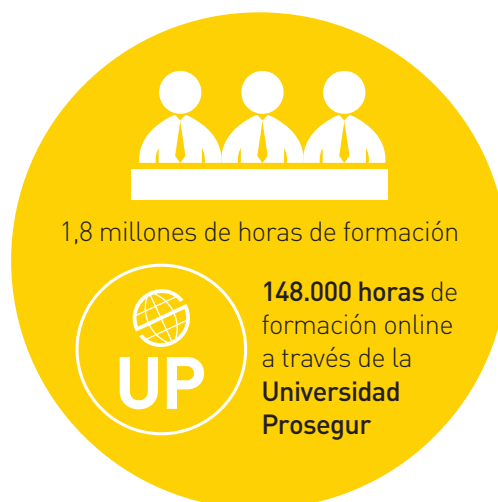 1,8 millones de horas de formación
UP
148.000 horas de
formación online
a través de la
Universidad
Prosegur